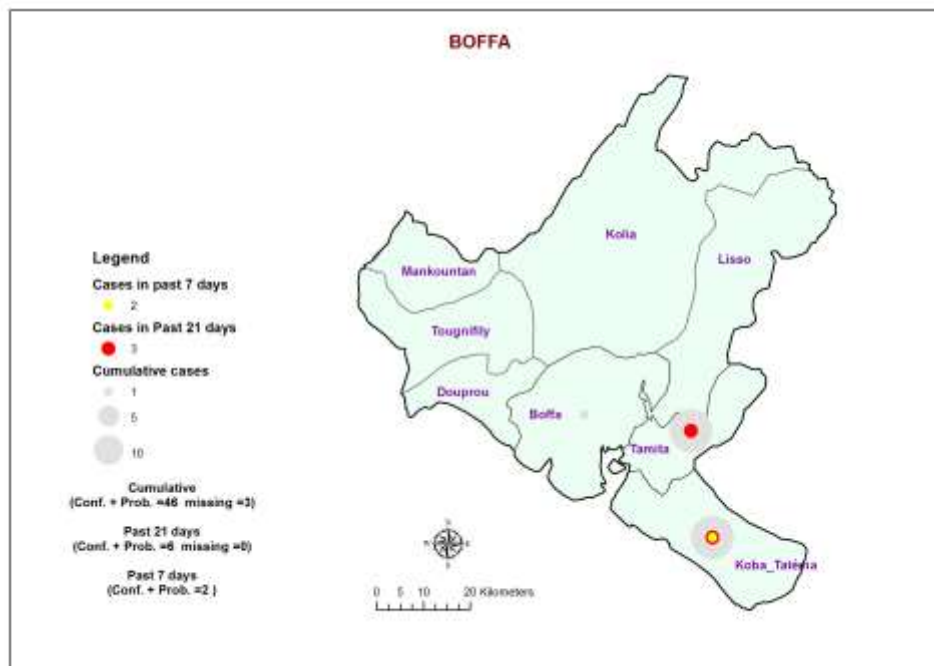 BOFFA
Kolia
Lisso
Mankountan
Tougnifily
Douprou
Boffa
Tamita
Koba_Taléma
Legend
Cases in past 7 days
2
Cases in Past 21 days
3
Cumulative cases
1
5
10
Cumulative
(Conf. + Prob. =46 missing =3)
Past 21 days
(Conf. + Prob. =6 missing =0)
Past 7 days
(Conf. + Prob. =2 )
0 5 10 20 Kilometers